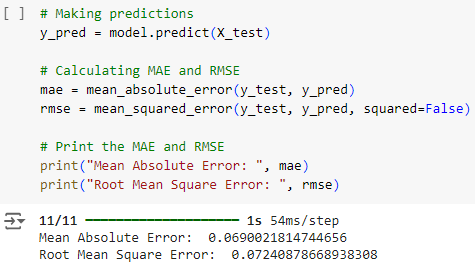 [ ] # Making predictions
y_pred = model.predict(X_test)
# Calculating MAE and RMSE
mae = mean_absolute_error(y_test, y_pred)
rmse = mean_squared_error(y_test, y_pred, squared=False)
# Print the MAE and RMSE
print("Mean Absolute Error: ", mae)
print("Root Mean Square Error: ", rmse)
11/11 ━━━━━━━━━━━━━━━━━━━━ 1s 54ms/step
Mean Absolute Error:  0.0690021814744656
Root Mean Square Error:  0.07240878668938308